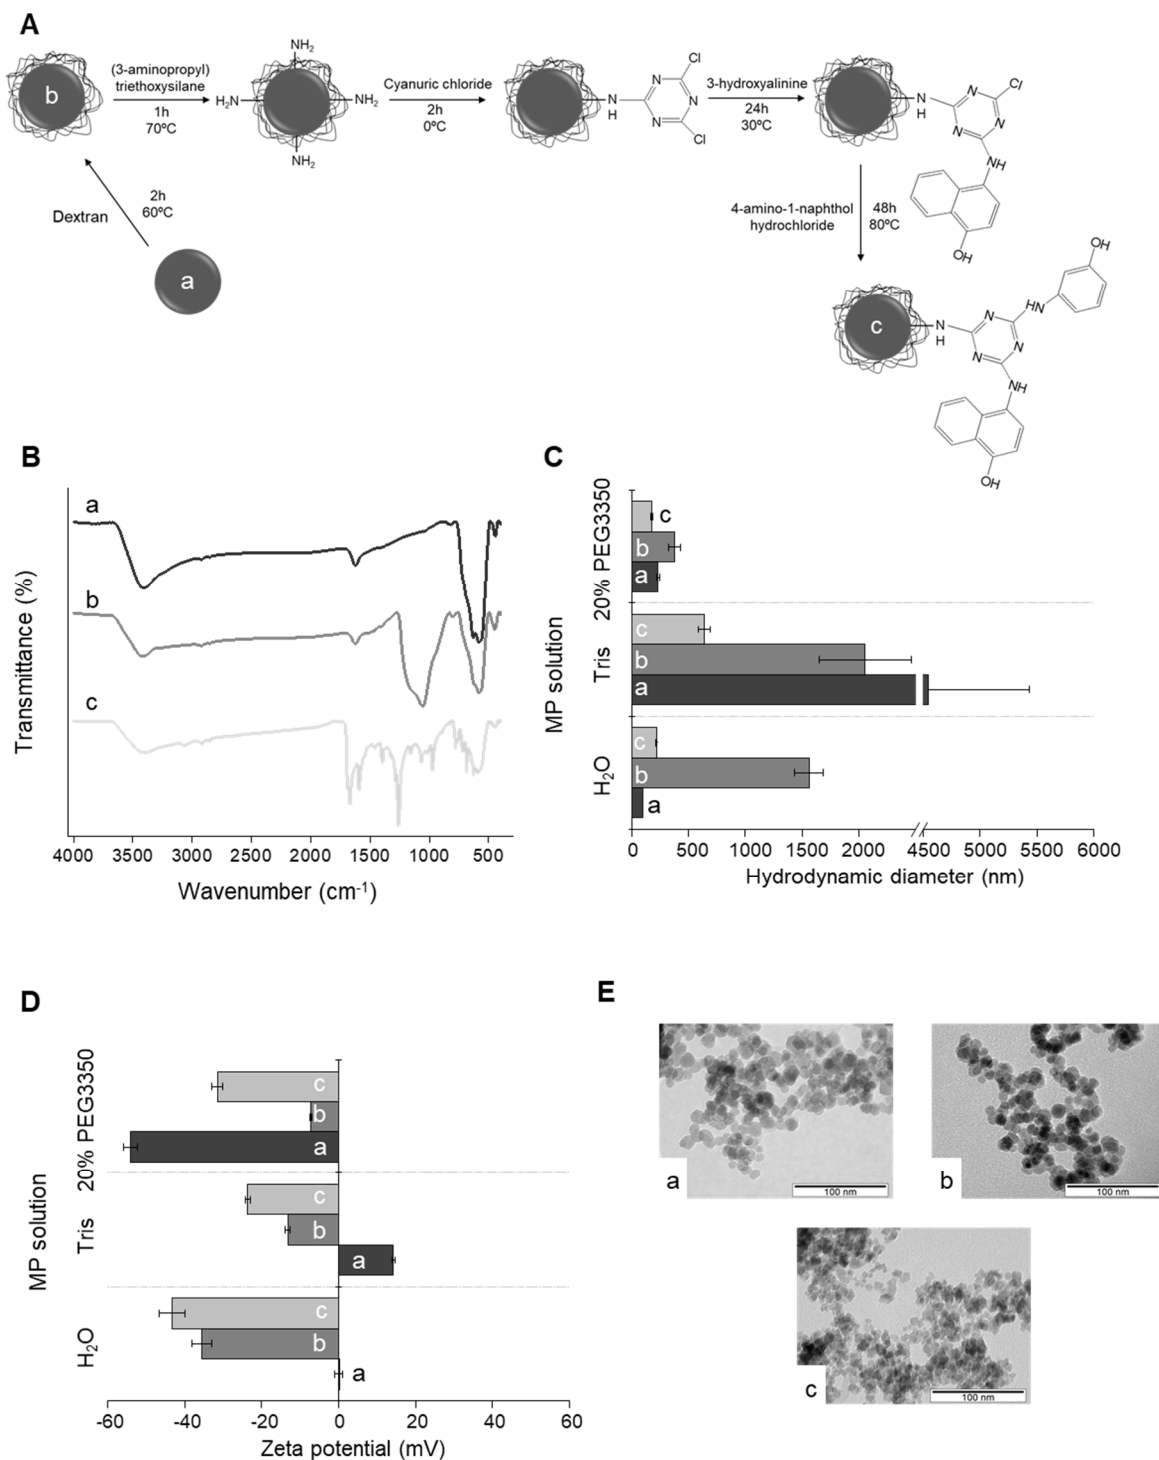 A
b
(3-aminopropyl)
triethoxysilane
1h
70ºC
NH2
H2N
NH2
NH2
Cyanuric chloride
2h
0ºC
N
H
N
N
N
Cl
Cl
3-hydroxyalinine
24h
30ºC
N
H
N
N
N
Cl
NH
OH
Dextran
2h
60ºC
a
4-amino-1-naphthol
hydrochloride
48h
80ºC
c
N
H
N
N
N
HN
OH
NH
OH
B
Transmittance (%)
a
b
c
4000 3500 3000 2500 2000 1500 1000 500
Wavenumber (cm-1)
C
MP solution
20% PEG3350
c
b
a
Tris
c
b
a
H2O
c
b
a
0 500 1000 1500 2000 4500 5000 6000
Hydrodynamic diameter (nm)
D
MP solution
20% PEG3350
c
b
a
Tris
c
b
a
H2O
c
b
a
-60 -40 -20 0 20 40 60
Zeta potential (mV)
E
a
100 nm
b
100 nm
c
100 nm